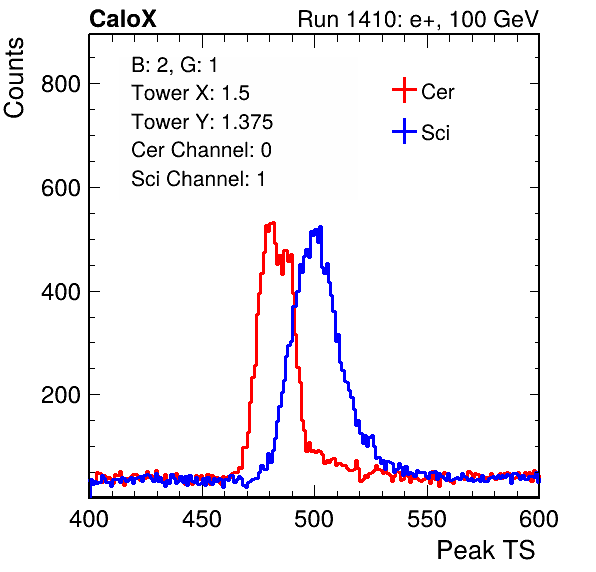 CaloX Run 1410: e+, 100 GeV
Counts
B: 2, G: 1
Tower X: 1.5
Tower Y: 1.375
Cer Channel: 0
Sci Channel: 1
Cer
Sci
800
600
400
200
400 450 500 550 600
Peak TS